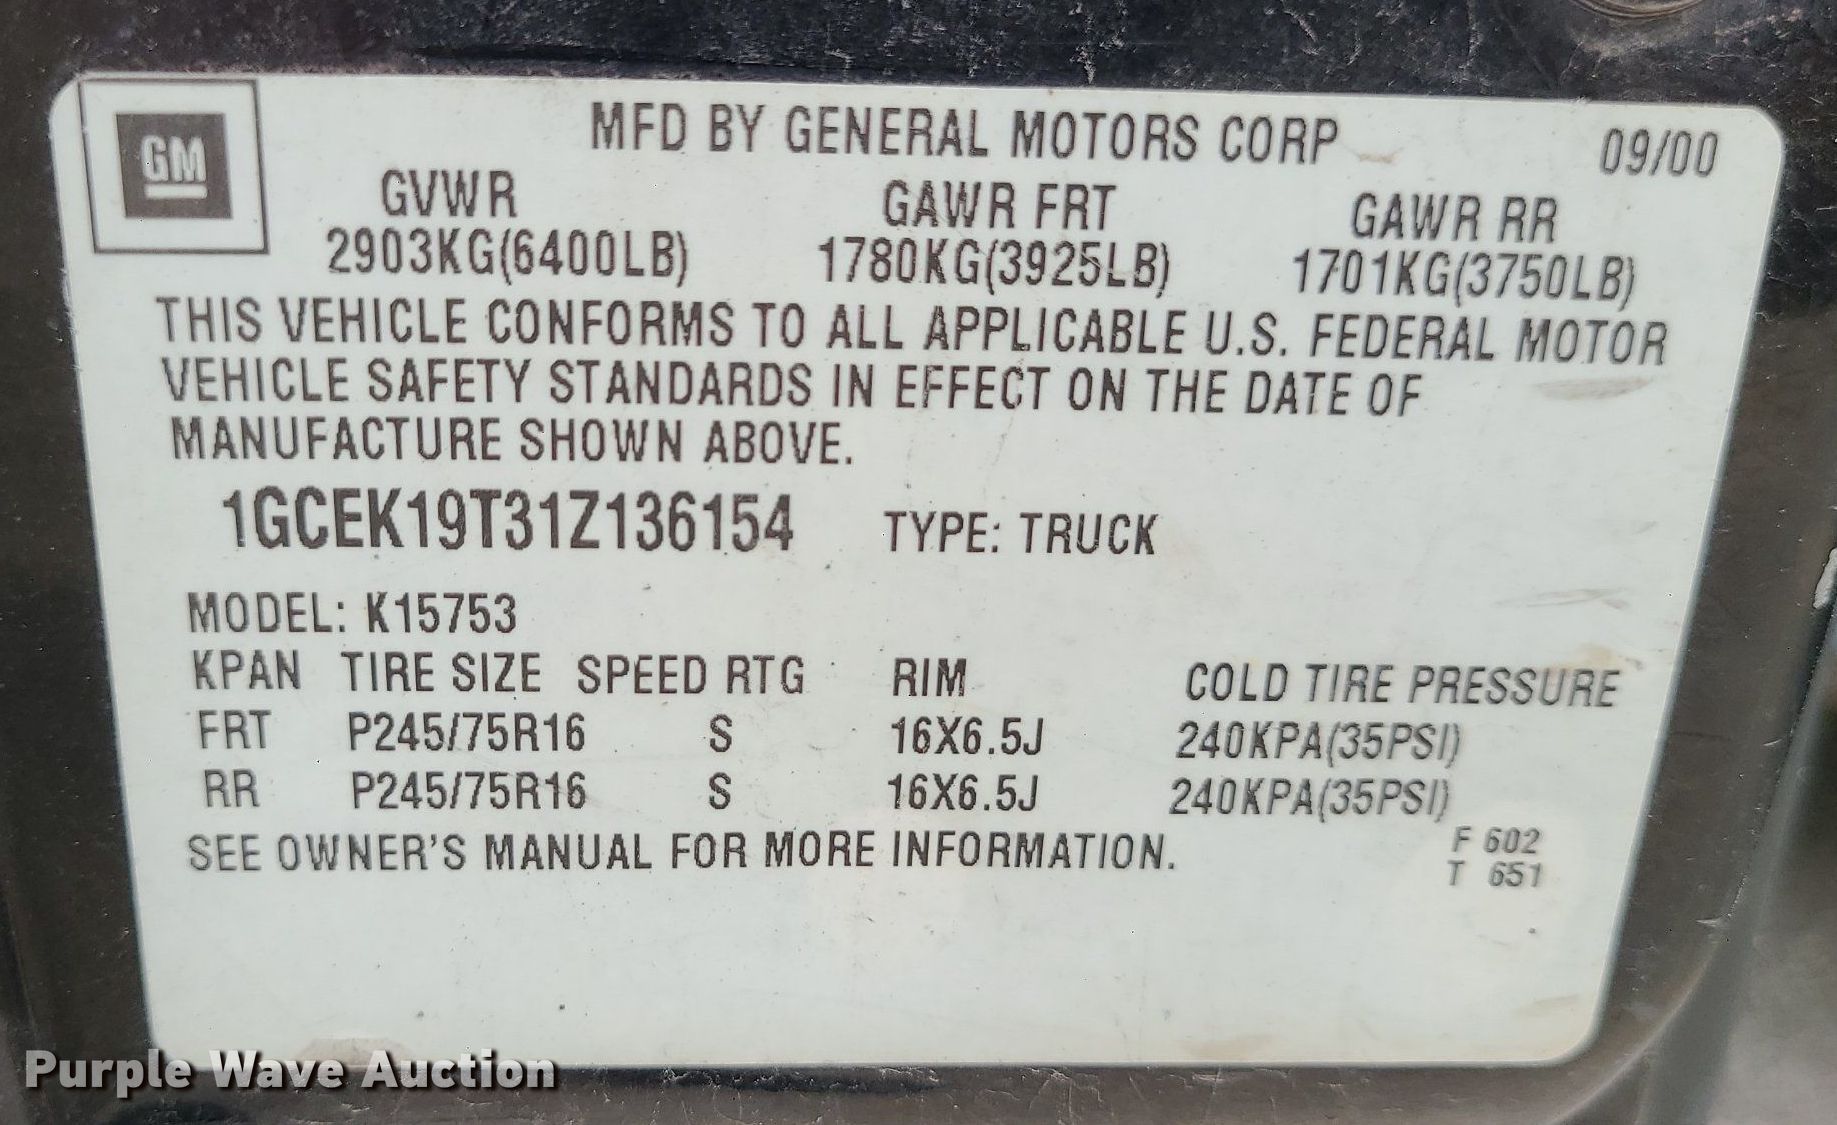 GM
MFD BY GENERAL MOTORS CORP 09/00
GVWR GAWR FRT GAWR RR
2903KG(6400LB) 1780KG(3925LB) 1701KG(3750LB)
THIS VEHICLE CONFORMS TO ALL APPLICABLE U.S. FEDERAL MOTOR
VEHICLE SAFETY STANDARDS IN EFFECT ON THE DATE OF
MANUFACTURE SHOWN ABOVE.
1GCEK19T31Z136154 TYPE: TRUCK
MODEL: K15753
KPAN TIRE SIZE SPEED RTG RIM COLD TIRE PRESSURE
FRT P245/75R16 S 16X6.5J 240KPA(35PSI)
RR P245/75R16 S 16X6.5J 240KPA(35PSI)
SEE OWNER'S MANUAL FOR MORE INFORMATION.
F 602
T 651
Purple Wave Auction